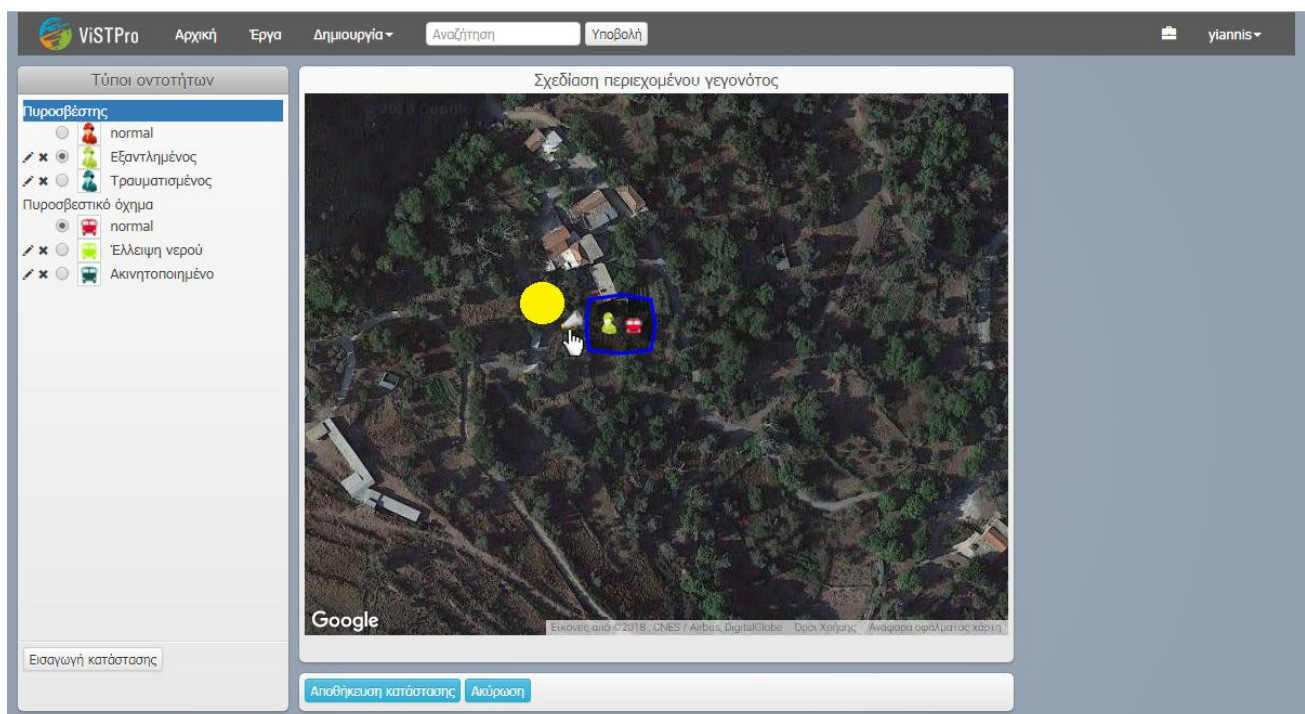 ViSTPro Αρχική Έργα Δημιουργία Αναζήτηση Υποβολή yiannis
Τύποι οντοτήτων
Πυροσβέστης
normal
Εξαντλημένος
Τραυματισμένος
Πυροσβεστικό όχημα
normal
Έλλειψη νερού
Ακινητοποιημένο
Εισαγωγή κατάστασης
Σχεδίαση περιεχομένου γεγονότος
Google
Εικόνες από ©2018 , CNES / Airbus, DigitalGlobe Όροι Χρήσης Αναφορά σφάλματος χάρτη
Αποθήκευση κατάστασης Ακύρωση